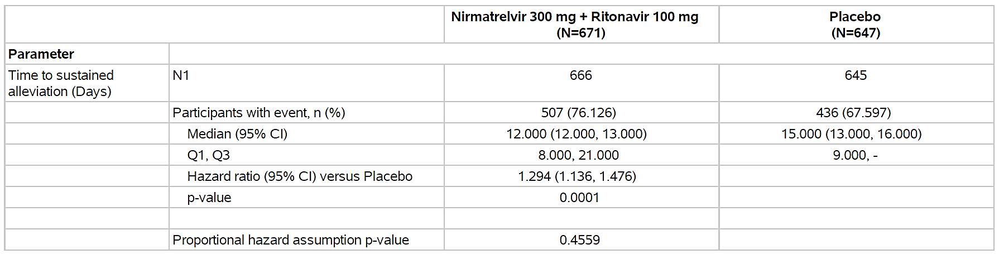 Nirmatrelvir 300 mg + Ritonavir 100 mg Placebo
(N=671) (N=647)
Parameter
Time to sustained N1 666 645
alleviation (Days)
Participants with event, n (%) 507 (76.126) 436 (67.597)
Median (95% CI) 12.000 (12.000, 13.000) 15.000 (13.000, 16.000)
Q1, Q3 8.000, 21.000 9.000, -
Hazard ratio (95% CI) versus Placebo 1.294 (1.136, 1.476)
p-value 0.0001
Proportional hazard assumption p-value 0.4559